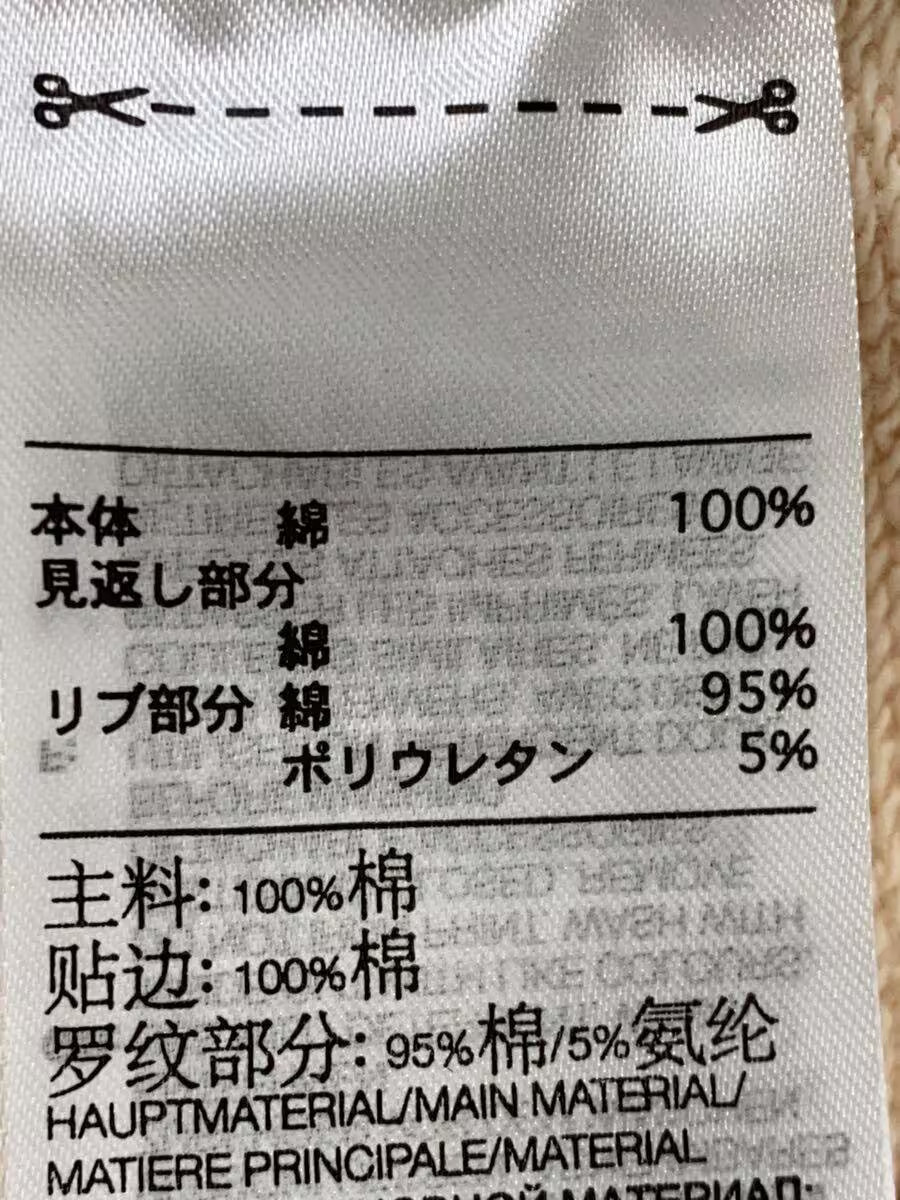 本体 綿 100%
見返し部分
綿 100%
リブ部分 綿 95%
ポリウレタン 5%
主料: 100%棉
贴边: 100%棉
罗纹部分: 95%棉/5%氨纶
HAUPTMATERIAL/MAIN MATERIAL/
MATIERE PRINCIPALE/MATERIAL
МАТЕРИАЛ: